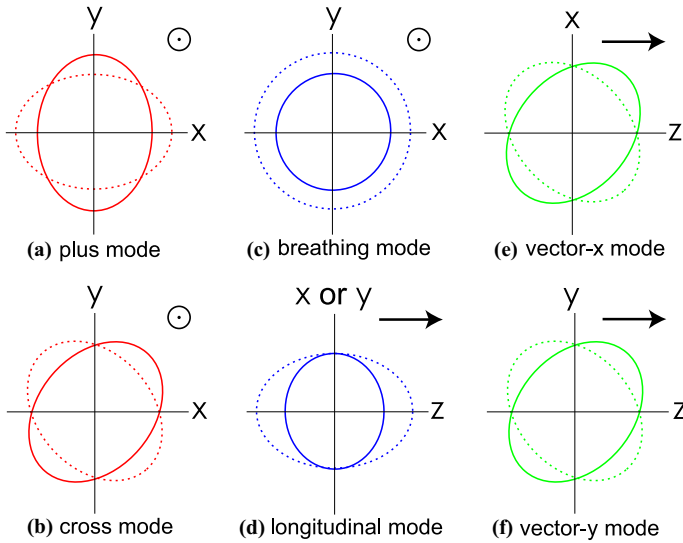 y
x
(a) plus mode
y
x
(c) breathing mode
x
z
(e) vector-x mode
y
x
(b) cross mode
x or y
z
(d) longitudinal mode
y
z
(f) vector-y mode